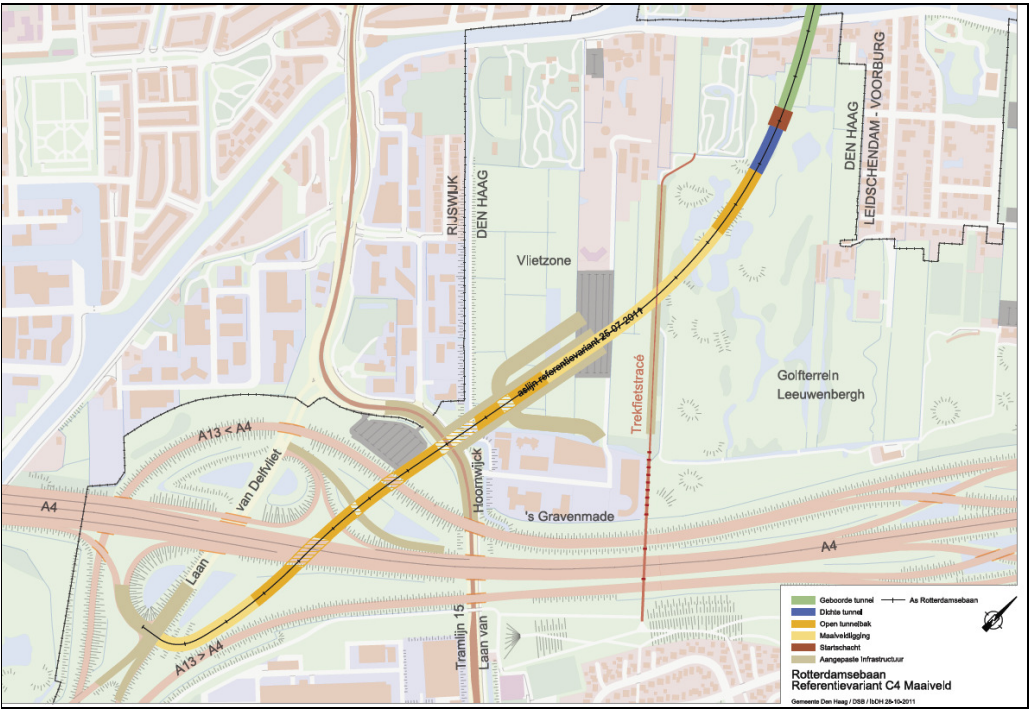 RIJSWIJK
DEN HAAG
DEN HAAG
LEIDSCHENDAM - VOORBURG
Vlietzone
aslijn referentievariant 25-07-2011
Trekfietstracé
Golfterrein
Leeuwenbergh
A13 < A4
van Delfvliet
Hoornwijck
's Gravenmade
A4
A4
Laan
A13 > A4
Tramlijn 15
Laan van
Geboorde tunnel
As Rotterdamsebaan
Dichte tunnel
Open tunnelbak
Maaiveldligging
Startschacht
Aangepaste Infrastructuur
Rotterdamsebaan
Referentievariant C4 Maaiveld
Gemeente Den Haag / DSB / IbDH 28-10-2011